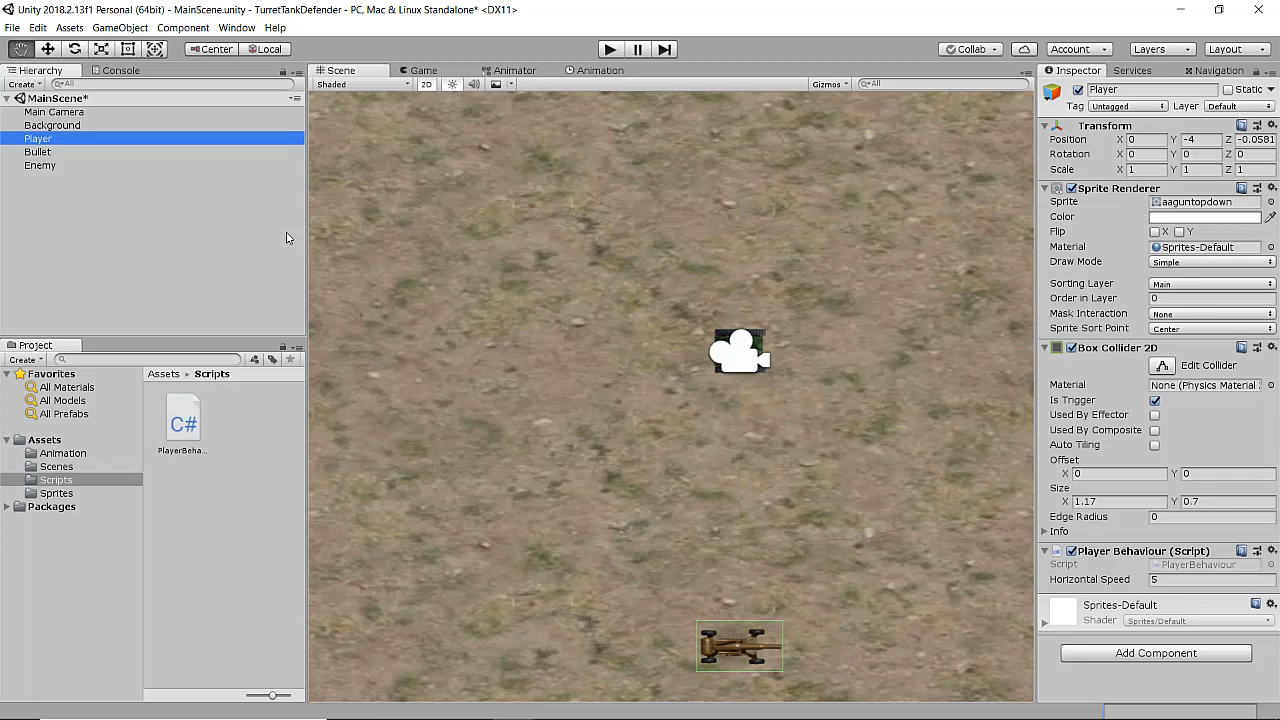 Unity 2018.2.13f1 Personal (64bit) - MainScene.unity - TurretTankDefender - PC, Mac & Linux Standalone* <DX11>
File Edit Assets GameObject Component Window Help
Center Local Collab Account Layers Layout
Hierarchy Console Scene Game Animator Animation Inspector Services Navigation
Create All Shaded 2D Gizmos All Player Static
MainScene* Tag Untagged Layer Default
Main Camera
Background Transform
Player Position X 0 Y -4 Z -0.0581
Bullet Rotation X 0 Y 0 Z 0
Enemy Scale X 1 Y 1 Z 1
Sprite Renderer
Sprite aaguntopdown
Color
Flip X Y
Material Sprites-Default
Draw Mode Simple
Sorting Layer Main
Order in Layer 0
Mask Interaction None
Sprite Sort Point Center
Project Box Collider 2D
Create Edit Collider
Favorites Assets Scripts
All Materials Material None (Physics Material
All Models Is Trigger
All Prefabs Used By Effector
C# Used By Composite
Assets Auto Tiling
Animation PlayerBeha... Offset
Scenes X 0 Y 0
Scripts Size
Sprites X 1.17 Y 0.7
Packages Edge Radius 0
Info
Player Behaviour (Script)
Script PlayerBehaviour
Horizontal Speed 5
Sprites-Default
Shader Sprites/Default
Add Component